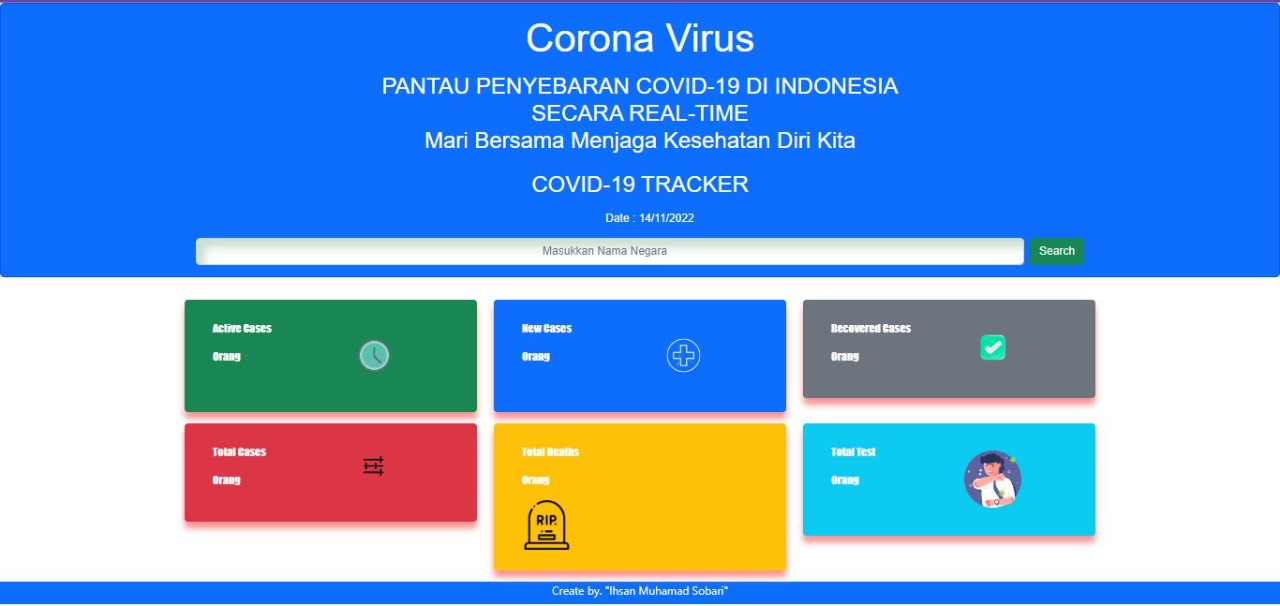 Corona Virus
PANTAU PENYEBARAN COVID-19 DI INDONESIA
SECARA REAL-TIME
Mari Bersama Menjaga Kesehatan Diri Kita
COVID-19 TRACKER
Date : 14/11/2022
Masukkan Nama Negara
Search
Active Cases
Orang
New Cases
Orang
Recovered Cases
Orang
Total Cases
Orang
Total Deaths
Orang
RIP.
Total Test
Orang
Create by. "Ihsan Muhamad Sobari"